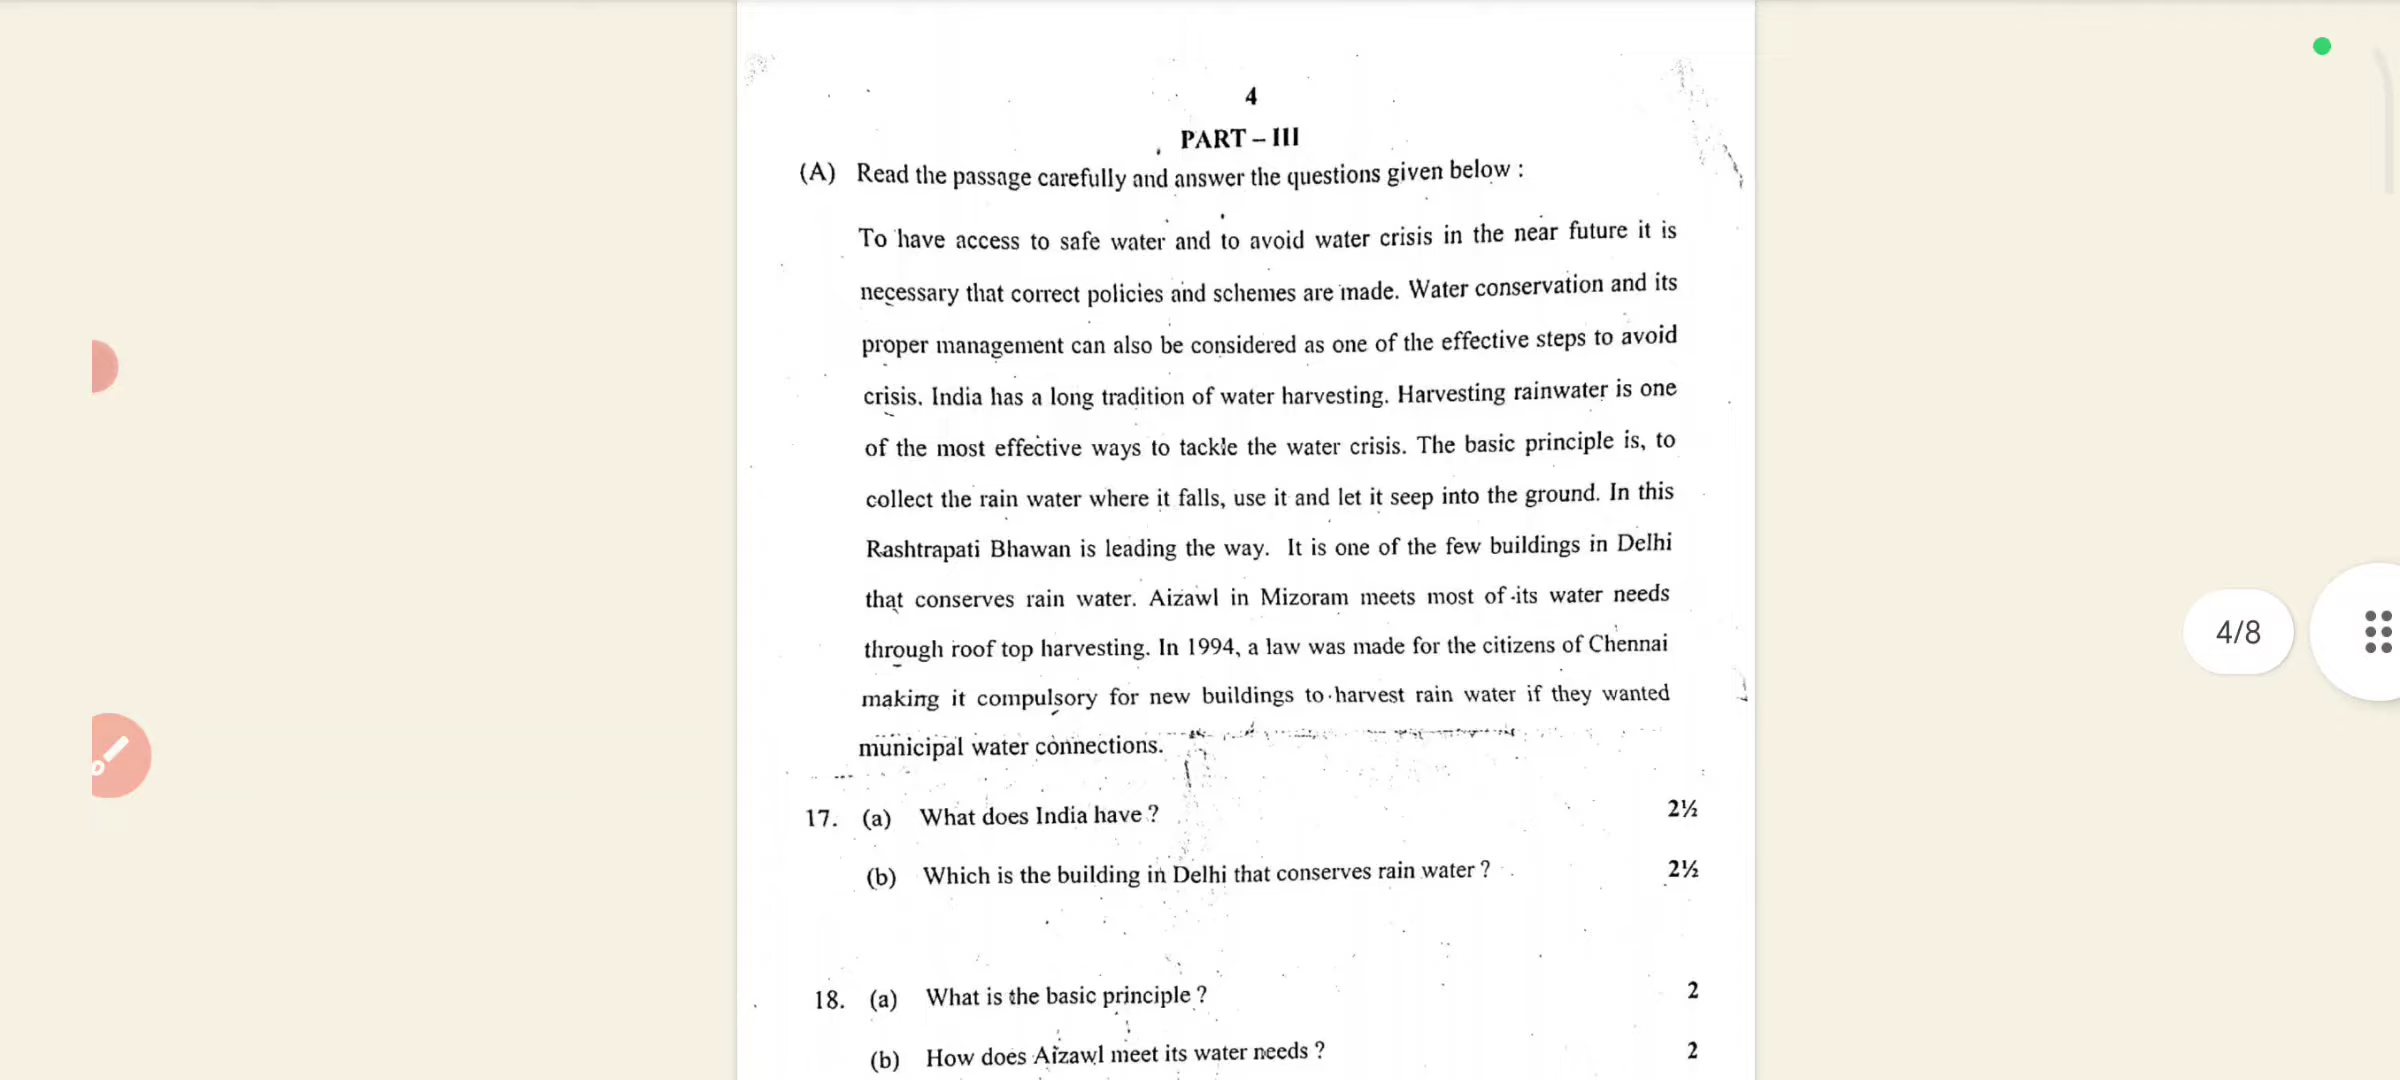 4
PART – III
(A) Read the passage carefully and answer the questions given below :
To have access to safe water and to avoid water crisis in the near future it is
necessary that correct policies and schemes are made. Water conservation and its
proper management can also be considered as one of the effective steps to avoid
crisis. India has a long tradition of water harvesting. Harvesting rainwater is one
of the most effective ways to tackle the water crisis. The basic principle is, to
collect the rain water where it falls, use it and let it seep into the ground. In this
Rashtrapati Bhawan is leading the way. It is one of the few buildings in Delhi
that conserves rain water. Aizawl in Mizoram meets most of its water needs
through roof top harvesting. In 1994, a law was made for the citizens of Chennai
making it compulsory for new buildings to harvest rain water if they wanted
municipal water connections.
17. (a) What does India have ? 2½
(b) Which is the building in Delhi that conserves rain water ? 2½
4/8
18. (a) What is the basic principle ? 2
(b) How does Aizawl meet its water needs ? 2